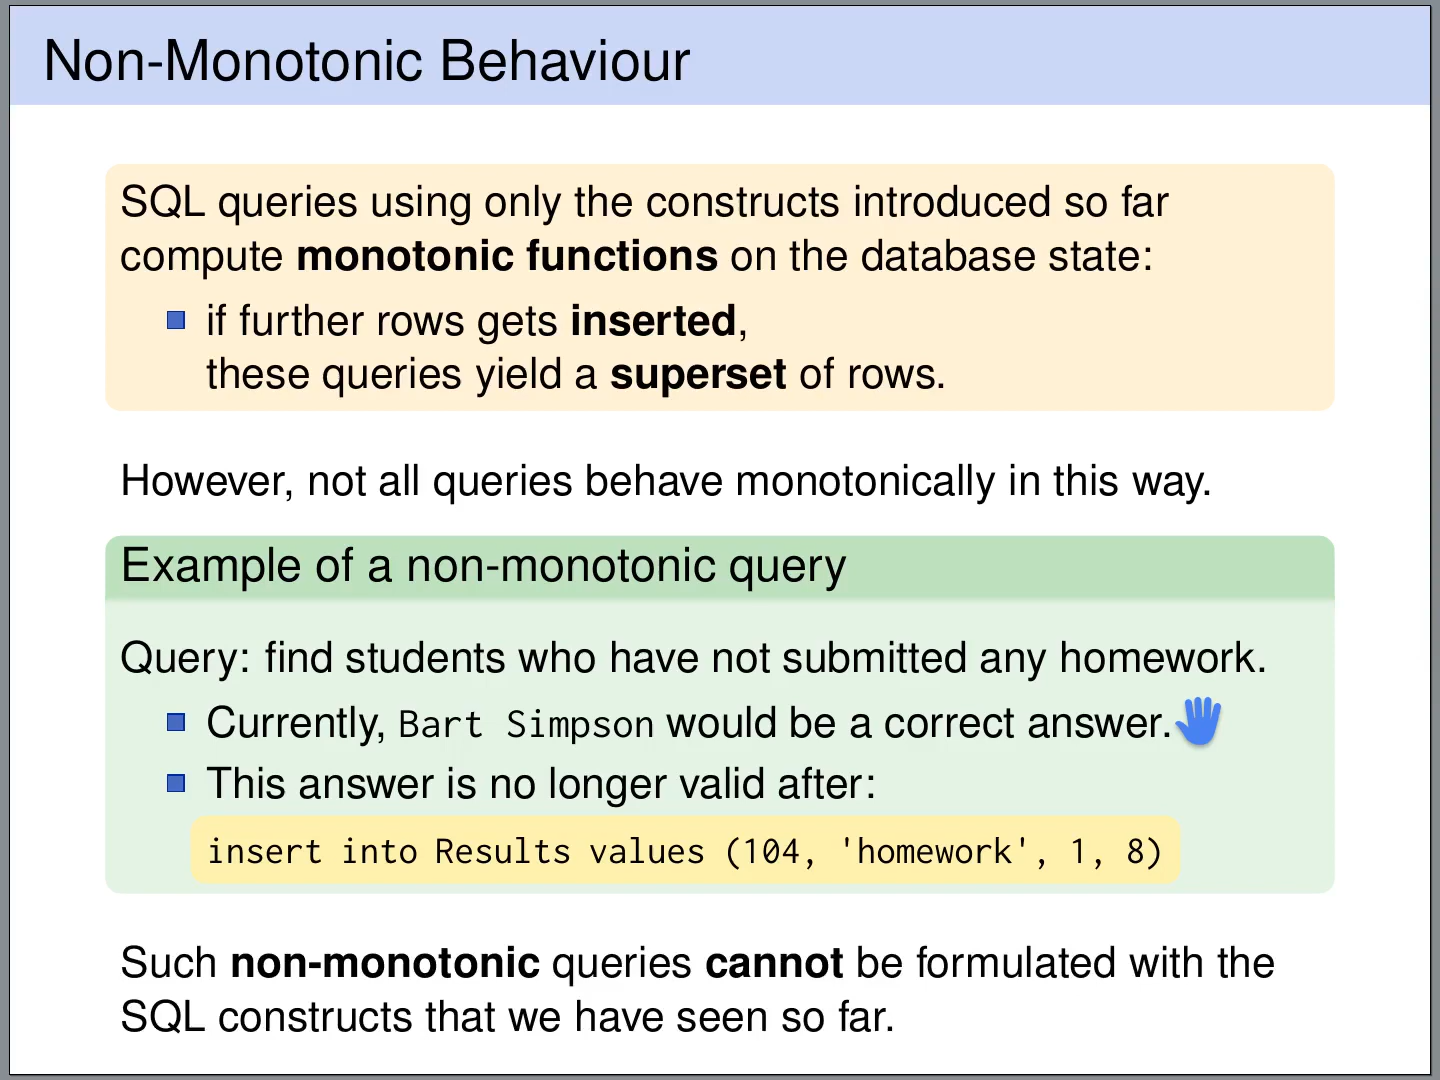 Non-Monotonic Behaviour
SQL queries using only the constructs introduced so far
compute monotonic functions on the database state:
if further rows gets inserted,
these queries yield a superset of rows.
However, not all queries behave monotonically in this way.
Example of a non-monotonic query
Query: find students who have not submitted any homework.
Currently, Bart Simpson would be a correct answer.
This answer is no longer valid after:
insert into Results values (104, 'homework', 1, 8)
Such non-monotonic queries cannot be formulated with the
SQL constructs that we have seen so far.